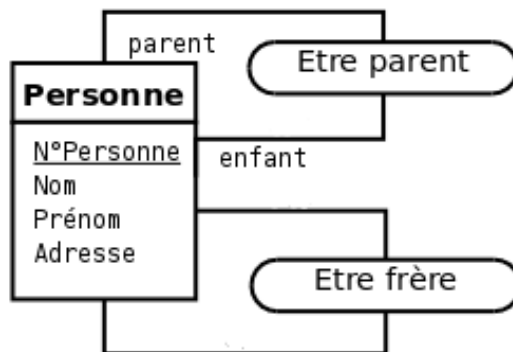 parent
Etre parent
Personne
N°Personne
enfant
Nom
Prénom
Adresse
Etre frère